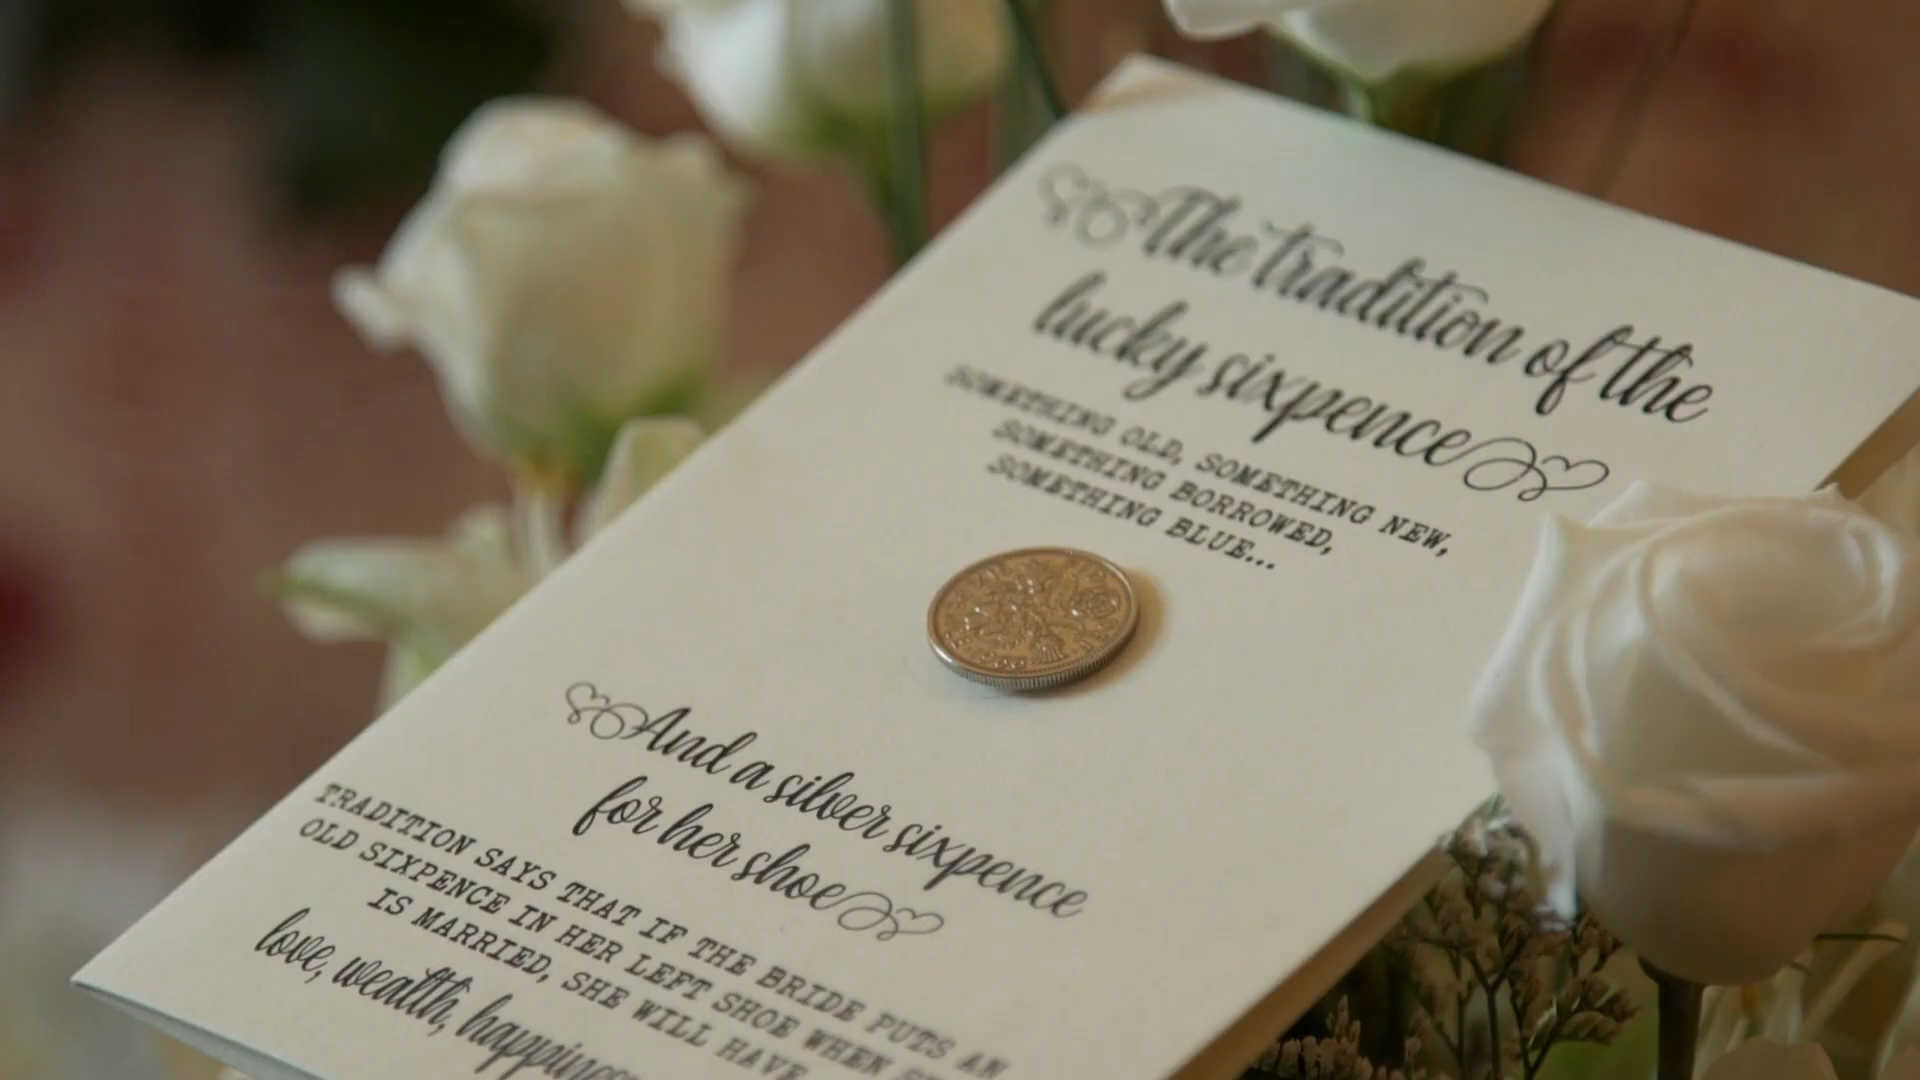 The tradition of the
lucky sixpence
SOMETHING OLD, SOMETHING NEW,
SOMETHING BORROWED,
SOMETHING BLUE...
And a silver sixpence
for her shoe
TRADITION SAYS THAT IF THE BRIDE PUTS AN
OLD SIXPENCE IN HER LEFT SHOE WHEN
IS MARRIED, SHE WILL HAVE
love, wealth,